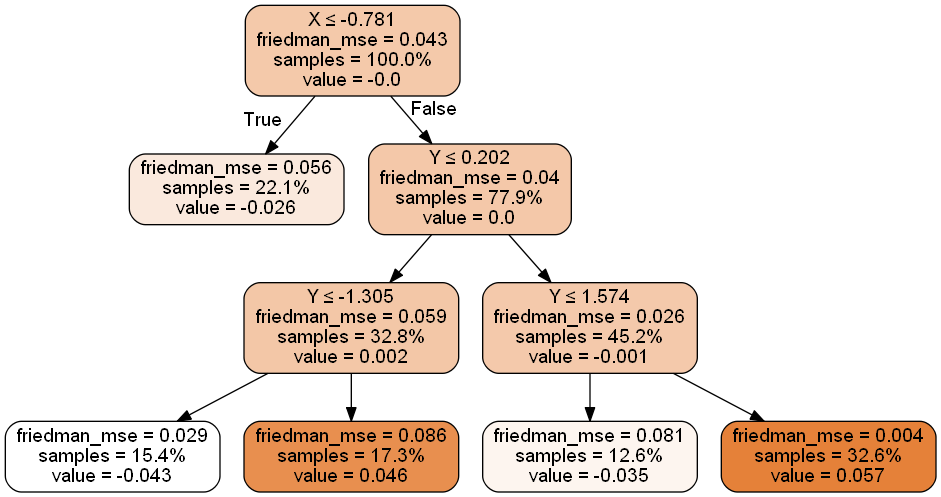 X ≤ -0.781
friedman_mse = 0.043
samples = 100.0%
value = -0.0
True
False
friedman_mse = 0.056
samples = 22.1%
value = -0.026
Y ≤ 0.202
friedman_mse = 0.04
samples = 77.9%
value = 0.0
Y ≤ -1.305
friedman_mse = 0.059
samples = 32.8%
value = 0.002
Y ≤ 1.574
friedman_mse = 0.026
samples = 45.2%
value = -0.001
friedman_mse = 0.029
samples = 15.4%
value = -0.043
friedman_mse = 0.086
samples = 17.3%
value = 0.046
friedman_mse = 0.081
samples = 12.6%
value = -0.035
friedman_mse = 0.004
samples = 32.6%
value = 0.057